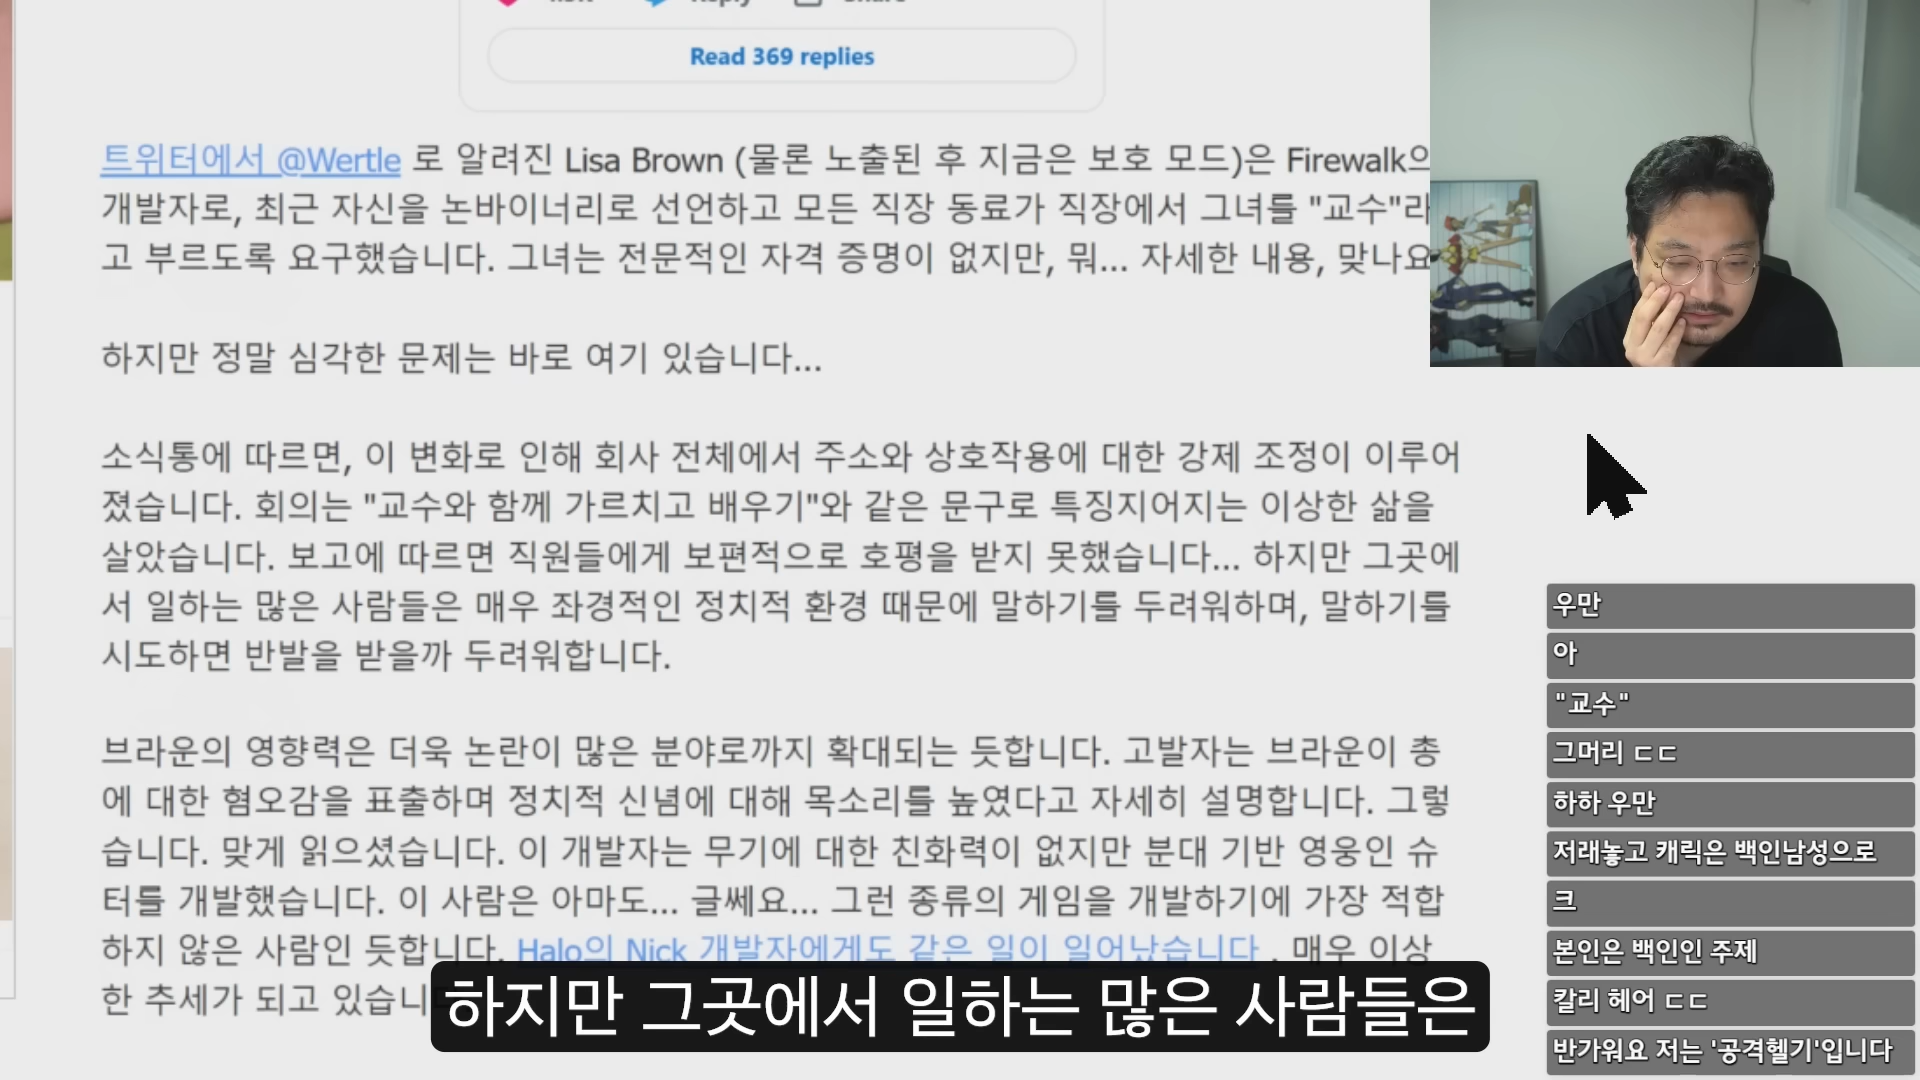 Read 369 replies
트위터에서 @Wertle 로 알려진 Lisa Brown (물론 노출된 후 지금은 보호 모드)은 Firewalk의
개발자로, 최근 자신을 논바이너리로 선언하고 모든 직장 동료가 직장에서 그녀를 "교수"라
고 부르도록 요구했습니다. 그녀는 전문적인 자격 증명이 없지만, 뭐... 자세한 내용, 맞나요
하지만 정말 심각한 문제는 바로 여기 있습니다...
소식통에 따르면, 이 변화로 인해 회사 전체에서 주소와 상호작용에 대한 강제 조정이 이루어
졌습니다. 회의는 "교수와 함께 가르치고 배우기"와 같은 문구로 특징지어지는 이상한 삶을
살았습니다. 보고에 따르면 직원들에게 보편적으로 호평을 받지 못했습니다... 하지만 그곳에
서 일하는 많은 사람들은 매우 좌경적인 정치적 환경 때문에 말하기를 두려워하며, 말하기를
시도하면 반발을 받을까 두려워합니다.
브라운의 영향력은 더욱 논란이 많은 분야로까지 확대되는 듯합니다. 고발자는 브라운이 총
에 대한 혐오감을 표출하며 정치적 신념에 대해 목소리를 높였다고 자세히 설명합니다. 그렇
습니다. 맞게 읽으셨습니다. 이 개발자는 무기에 대한 친화력이 없지만 분대 기반 영웅인 슈
터를 개발했습니다. 이 사람은 아마도... 글쎄요... 그런 종류의 게임을 개발하기에 가장 적합
하지 않은 사람인 듯합니다. Halo의 Nick 개발자에게도 같은 일이 일어났습니다 . 매우 이상
한 추세가 되고 있습니
하지만 그곳에서 일하는 많은 사람들은
우만
아
"교수"
그머리 ㄷㄷ
하하 우만
저래놓고 캐릭은 백인남성으로
크
본인은 백인인 주제
칼리 헤어 ㄷㄷ
반가워요 저는 '공격헬기'입니다